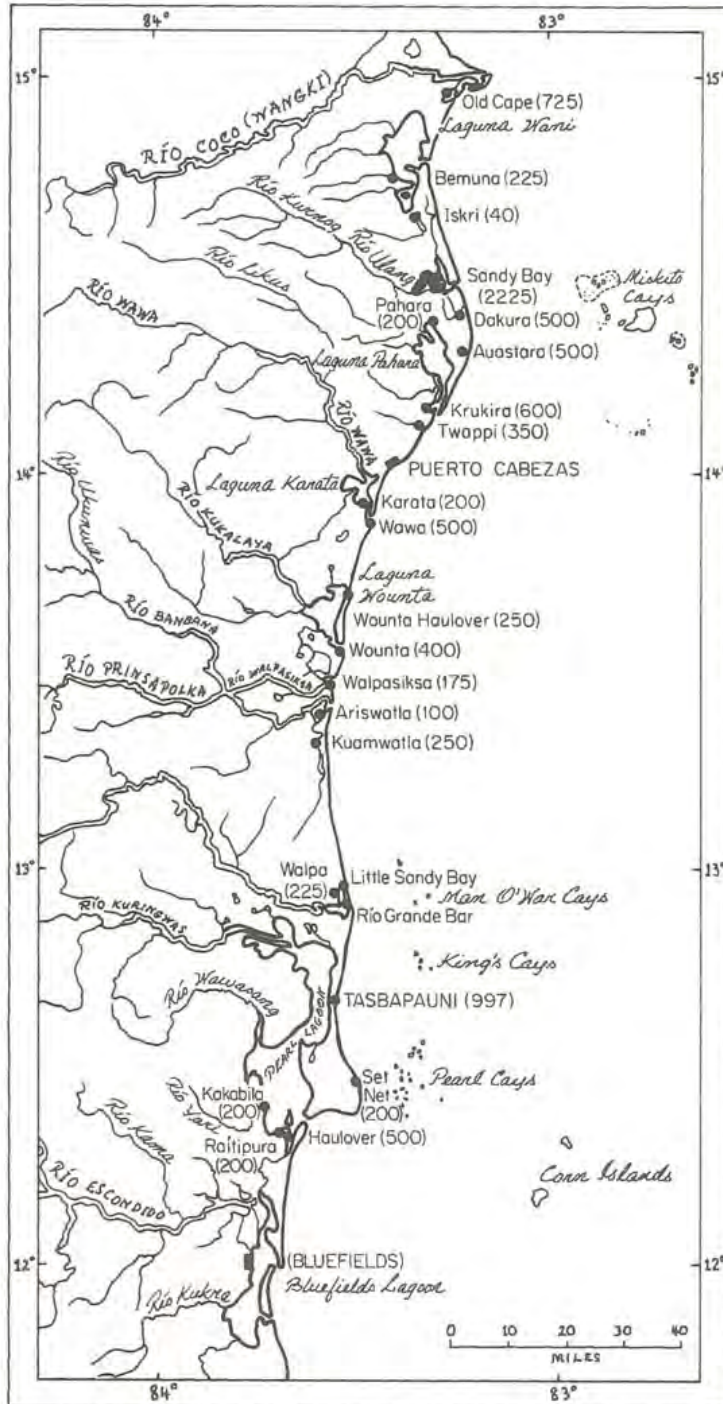 84°
83°
15°
15°
Old Cape (725)
RÍO COCO (WANGKI)
Laguna Wani
Bemuna (225)
Iskri (40)
Río Ulang
Río Likus
Sandy Bay
(2225)
Miskito
Cays
RÍO WAWA
Pahara
(200)
Dakura (500)
Laguna Pahara
Auastara (500)
Krukira (600)
Twappi (350)
RÍO WAWA
14°
PUERTO CABEZAS
14°
Laguna Karatá
Karata (200)
Wawa (500)
RÍO KUKALAYA
Laguna
Wounta
RÍO BANBANA
Wounta Haulover (250)
Wounta (400)
RÍO PRINSAPOLKA
RÍO WALPASIKSA
Walpasiksa (175)
Ariswatla (100)
Kuamwatla (250)
13°
Walpa
(225)
Little Sandy Bay
13°
Man O'War Cays
RÍO KURINGWAS
Río Grande Bar
King's Cays
Río Wawasang
TASBAPAUNI (997)
PEARL LAGOON
Set
Net
(200)
Pearl Cays
Kakabila
(200)
Río Yari
Río Kama
Raitipura
(200)
Haulover (500)
Corn Islands
RÍO ESCONDIDO
12°
(BLUEFIELDS)
12°
Bluefields Lagoon
Río Kukra
0 10 20 30 40
MILES
84°
83°